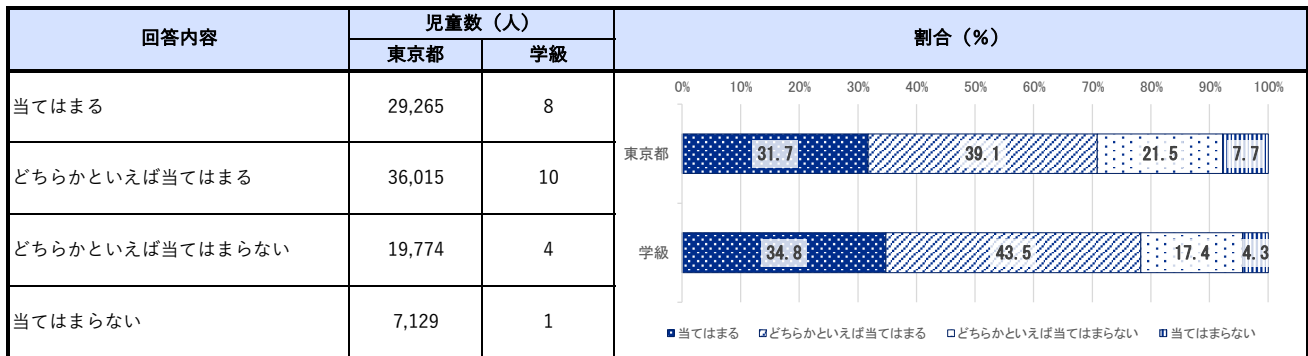 回答内容 児童数（人） 割合（%）
東京都 学級
当てはまる 29,265 8
どちらかといえば当てはまる 36,015 10
どちらかといえば当てはまらない 19,774 4
当てはまらない 7,129 1
0% 10% 20% 30% 40% 50% 60% 70% 80% 90% 100%
東京都 31.7 39.1 21.5 7.7
学級 34.8 43.5 17.4 4.3
当てはまる どちらかといえば当てはまる どちらかといえば当てはまらない 当てはまらない